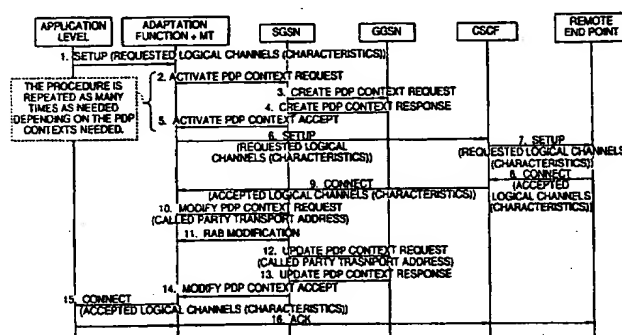 APPLICATION
LEVEL
ADAPTATION
FUNCTION + MT
SGSN
GGSN
CSCF
REMOTE
END POINT
1. SETUP (REQUESTED LOGICAL CHANNELS (CHARACTERISTICS))
THE PROCEDURE IS
REPEATED AS MANY
TIMES AS NEEDED
DEPENDING ON THE PDP
CONTEXTS NEEDED.
2. ACTIVATE PDP CONTEXT REQUEST
3. CREATE PDP CONTEXT REQUEST
4. CREATE PDP CONTEXT RESPONSE
5. ACTIVATE PDP CONTEXT ACCEPT
6. SETUP
(REQUESTED LOGICAL
CHANNELS (CHARACTERISTICS))
7. SETUP
(REQUESTED LOGICAL CHANNELS
(CHARACTERISTICS))
8. CONNECT
(ACCEPTED
LOGICAL CHANNELS
(CHARACTERISTICS))
9. CONNECT
(ACCEPTED LOGICAL CHANNELS (CHARACTERISTICS))
10. MODIFY PDP CONTEXT
REQUEST
(CALLED PARTY TRANSPORT ADDRESS)
11. RAB MODIFICATION
12. UPDATE PDP CONTEXT REQUEST
(CALLED PARTY TRASNPORT ADDRESS)
13. UPDATE PDP CONTEXT RESPONSE
14. MODIFY PDP CONTEXT ACCEPT
15. CONNECT
(ACCEPTED LOGICAL CHANNELS (CHARACTERISTICS))
16. ACK